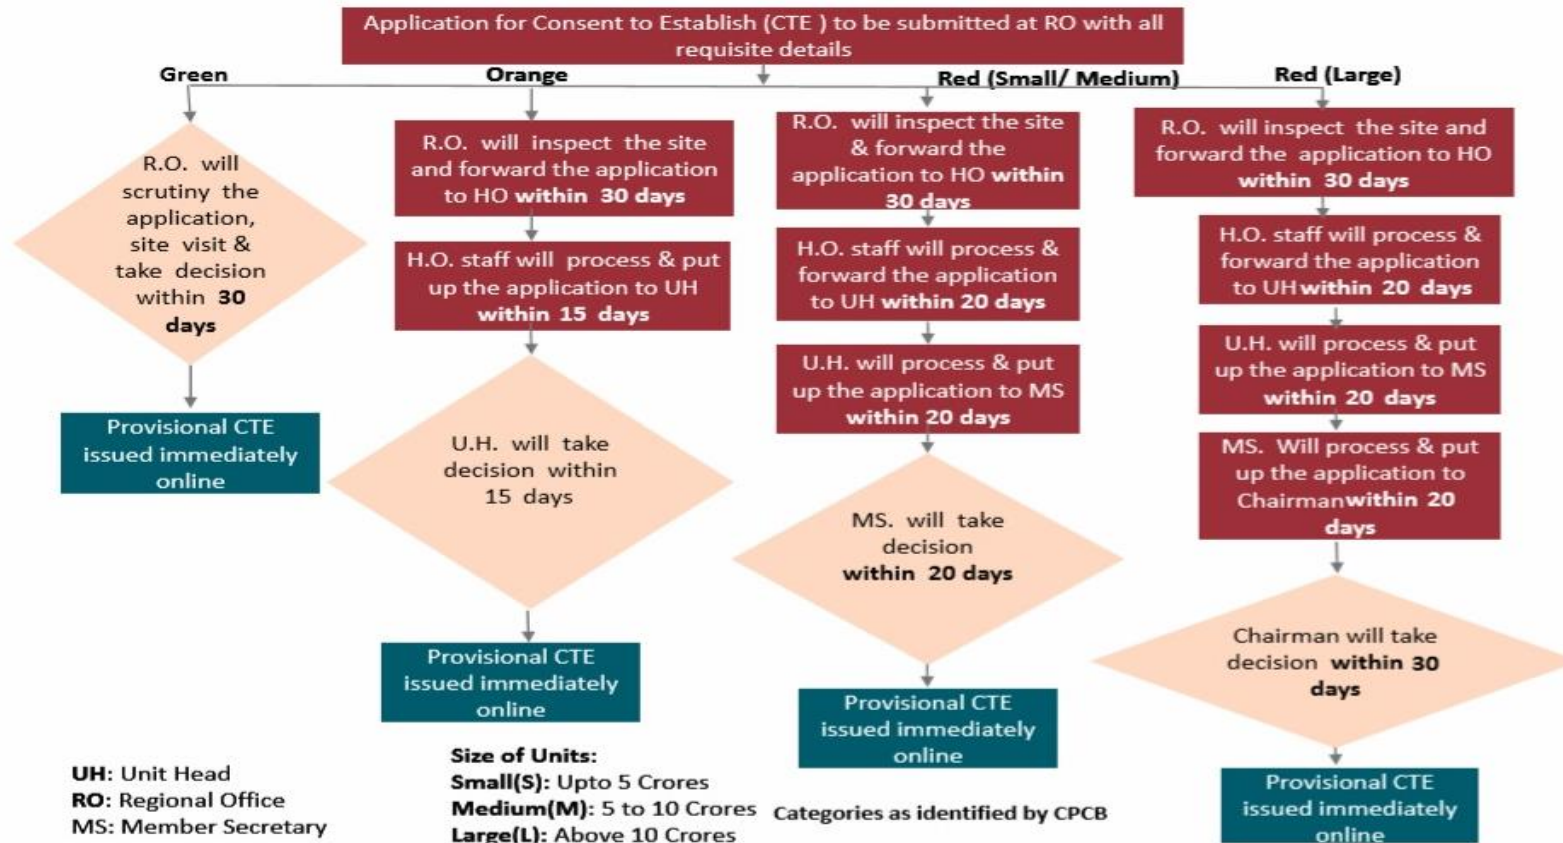 Application for Consent to Establish (CTE ) to be submitted at RO with all
requisite details
Green
Orange
Red (Small/ Medium)
Red (Large)
R.O. will
scrutiny the
application,
site visit &
take decision
within 30
days
Provisional CTE
issued immediately
online
R.O. will inspect the site
and forward the application
to HO within 30 days
H.O. staff will process & put
up the application to UH
within 15 days
U.H. will take
decision within
15 days
Provisional CTE
issued immediately
online
R.O. will inspect the site
& forward the
application to HO within
30 days
H.O. staff will process &
forward the application
to UH within 20 days
U.H. will process & put
up the application to MS
within 20 days
MS. will take
decision
within 20 days
Provisional CTE
issued immediately
online
R.O. will inspect the site and
forward the application to HO
within 30 days
H.O. staff will process &
forward the application
to UH within 20 days
U.H. will process & put
up the application to MS
within 20 days
MS. Will process & put
up the application to
Chairman within 20
days
Chairman will take
decision within 30
days
Provisional CTE
issued immediately
online
UH: Unit Head
RO: Regional Office
MS: Member Secretary
Size of Units:
Small(S): Upto 5 Crores
Medium(M): 5 to 10 Crores
Large(L): Above 10 Crores
Categories as identified by CPCB